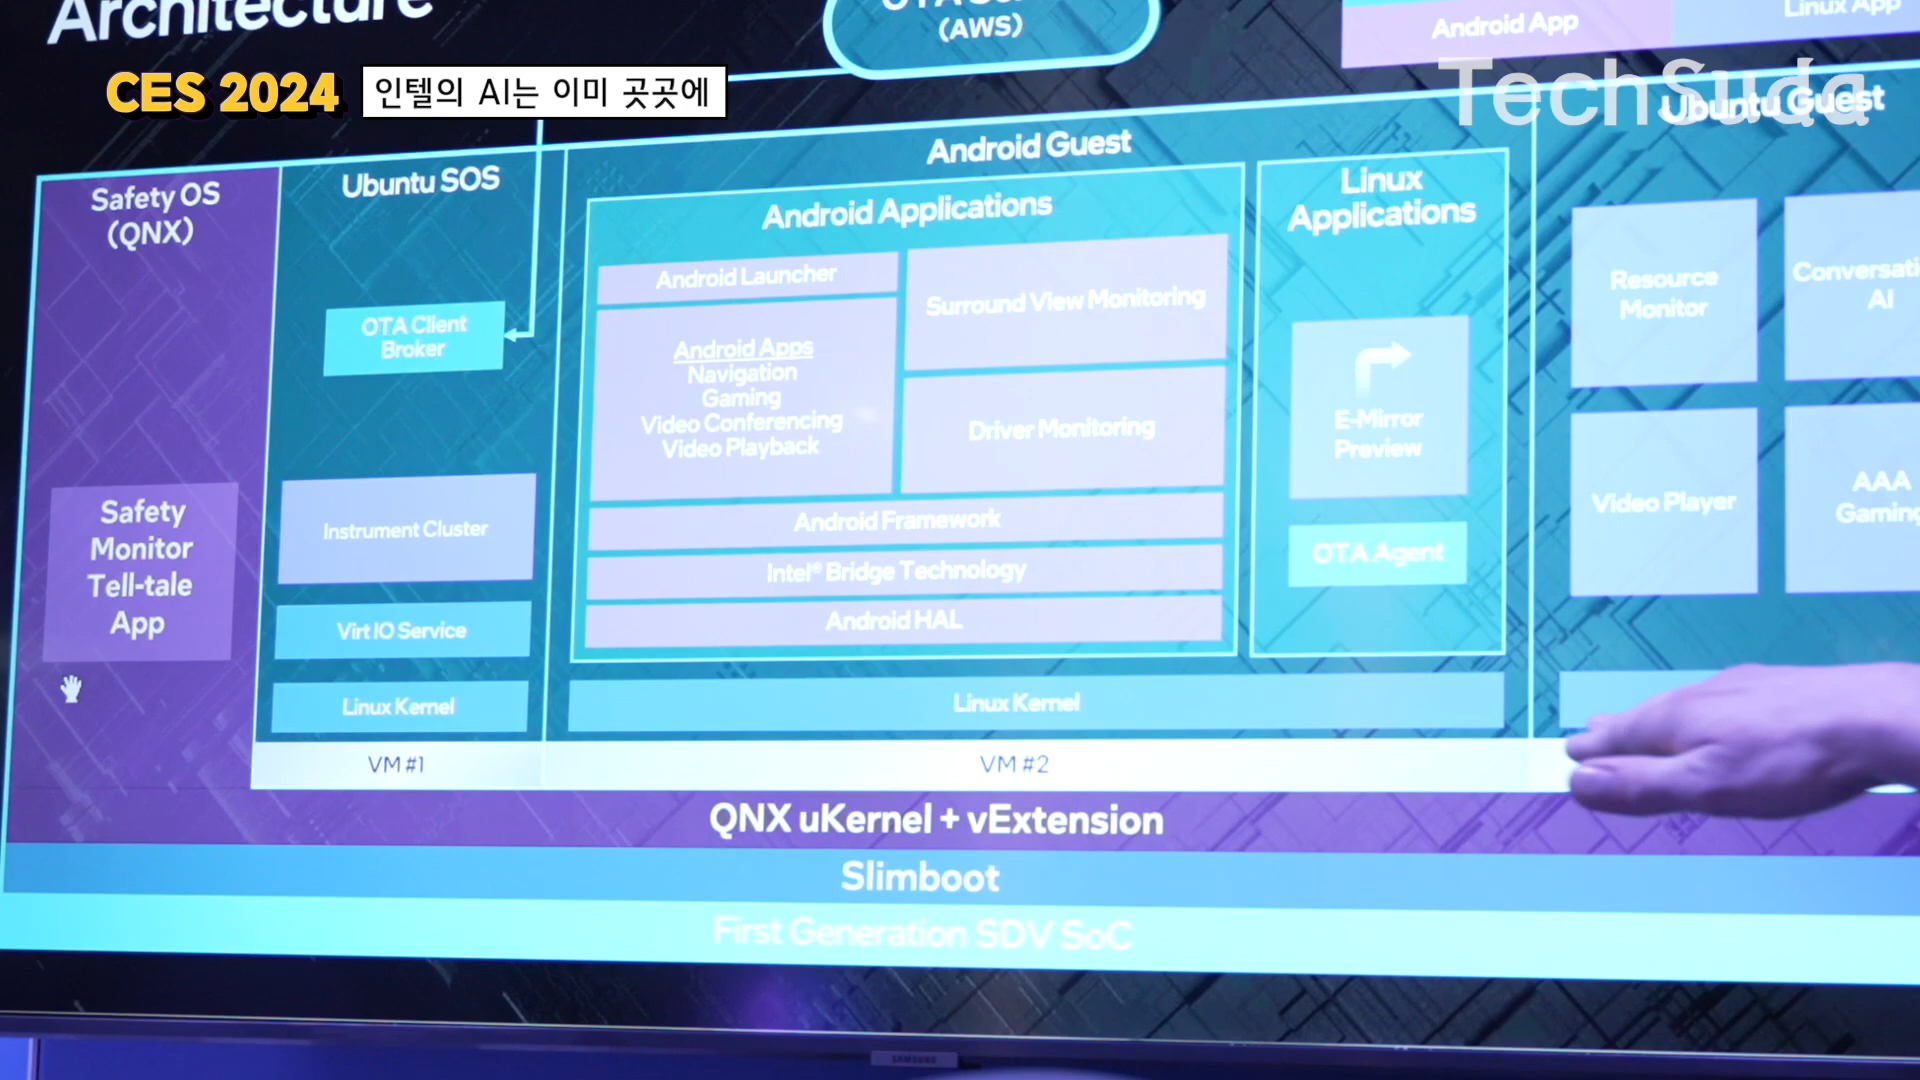 Architecture
(AWS)
Android App
Linux App
CES 2024
인텔의 AI는 이미 곳곳에
TechSuda
Safety OS
(QNX)
Safety
Monitor
Tell-tale
App
Ubuntu SOS
OTA Client
Broker
Instrument Cluster
Virt IO Service
Linux Kernel
VM #1
Android Guest
Android Applications
Android Launcher
Android Apps
Navigation
Gaming
Video Conferencing
Video Playback
Surround View Monitoring
Driver Monitoring
Android Framework
Intel® Bridge Technology
Android HAL
Linux
Applications
E-Mirror
Preview
OTA Agent
Linux Kernel
VM #2
Ubuntu Guest
Resource
Monitor
Conversati
AI
Video Player
AAA
Gaming
QNX uKernel + vExtension
Slimboot
First Generation SDV SoC
SAMSUNG